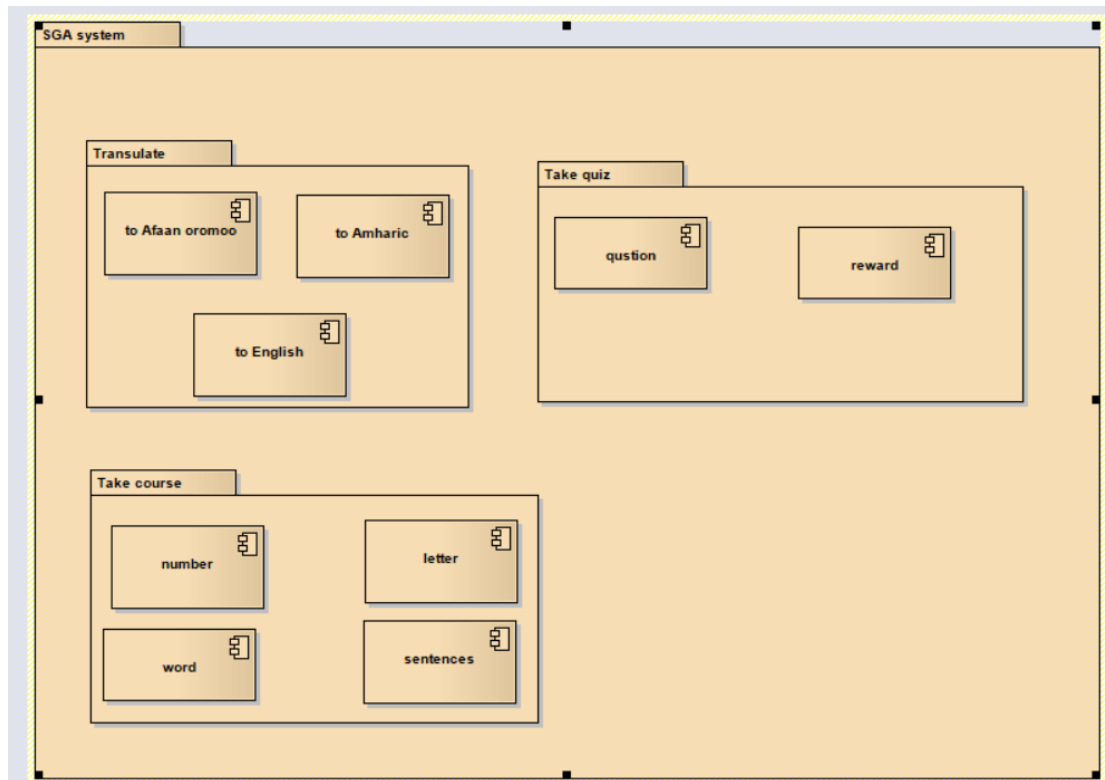 SGA system
Transulate
to Afaan oromoo
to Amharic
to English
Take quiz
qustion
reward
Take course
number
letter
word
sentences